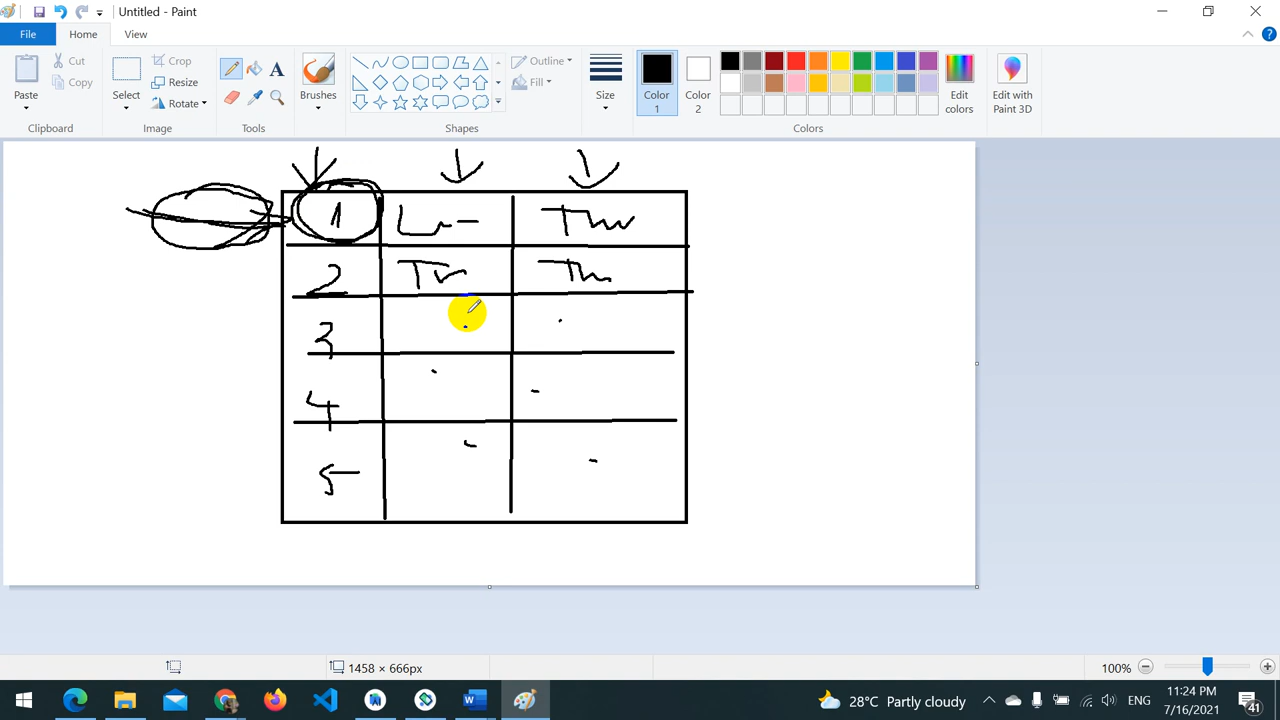 Untitled - Paint
File Home View
Paste Cut Copy
Clipboard
Select Crop Resize Rotate
Image
Tools
Brushes
Outline Fill
Shapes
Size
Color 1 Color 2
Edit colors
Colors
Edit with Paint 3D
1
2 Tr Th
3
4
5
1458 × 666px 100%
28°C Partly cloudy ENG 11:24 PM 7/16/2021 41